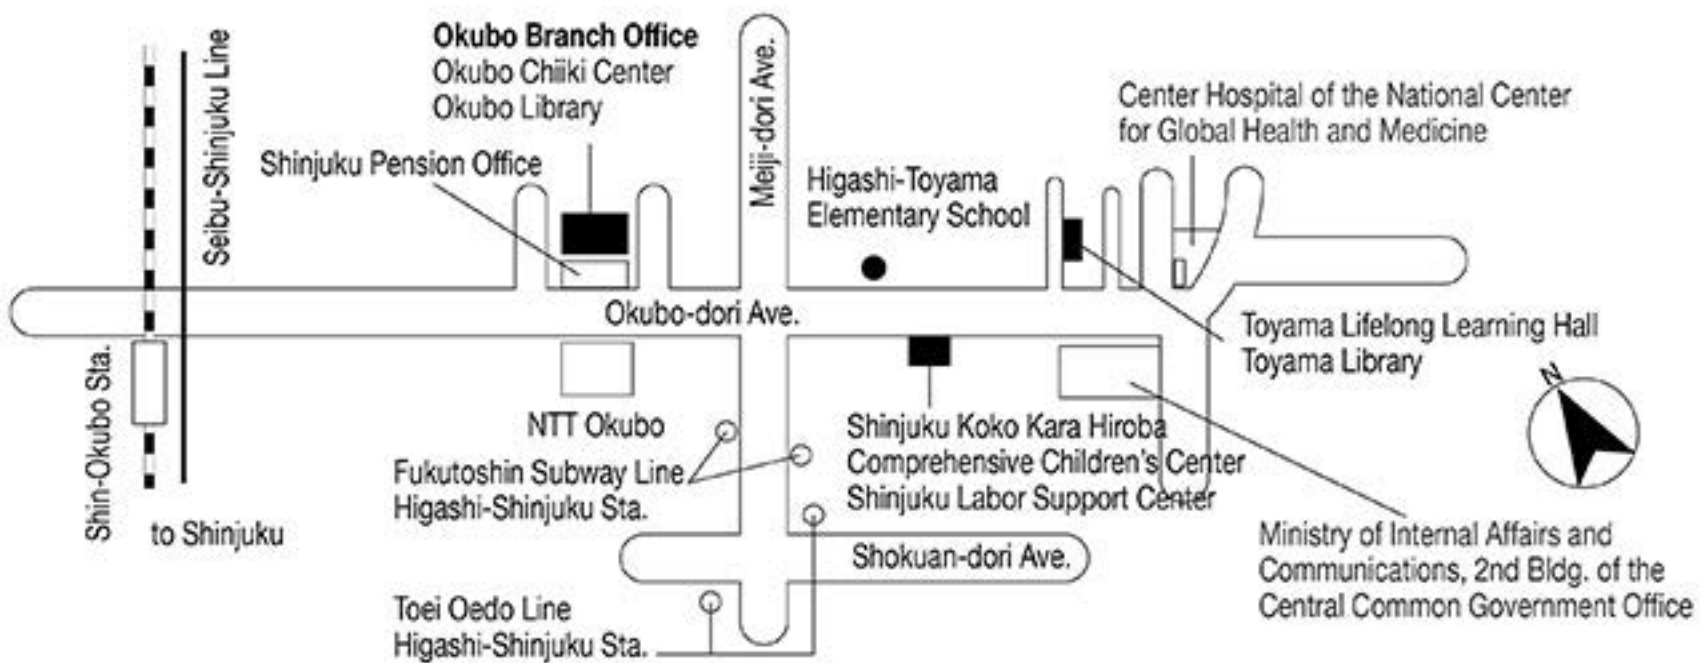 Okubo Branch Office
Okubo Chiiki Center
Okubo Library
Seibu-Shinjuku Line
Meiji-dori Ave.
Center Hospital of the National Center
for Global Health and Medicine
Shinjuku Pension Office
Higashi-Toyama
Elementary School
Okubo-dori Ave.
Toyama Lifelong Learning Hall
Toyama Library
Shin-Okubo Sta.
N
NTT Okubo
Shinjuku Koko Kara Hiroba
Comprehensive Children's Center
Shinjuku Labor Support Center
Fukutoshin Subway Line
Higashi-Shinjuku Sta.
to Shinjuku
Shokuan-dori Ave.
Ministry of Internal Affairs and
Communications, 2nd Bldg. of the
Central Common Government Office
Toei Oedo Line
Higashi-Shinjuku Sta.